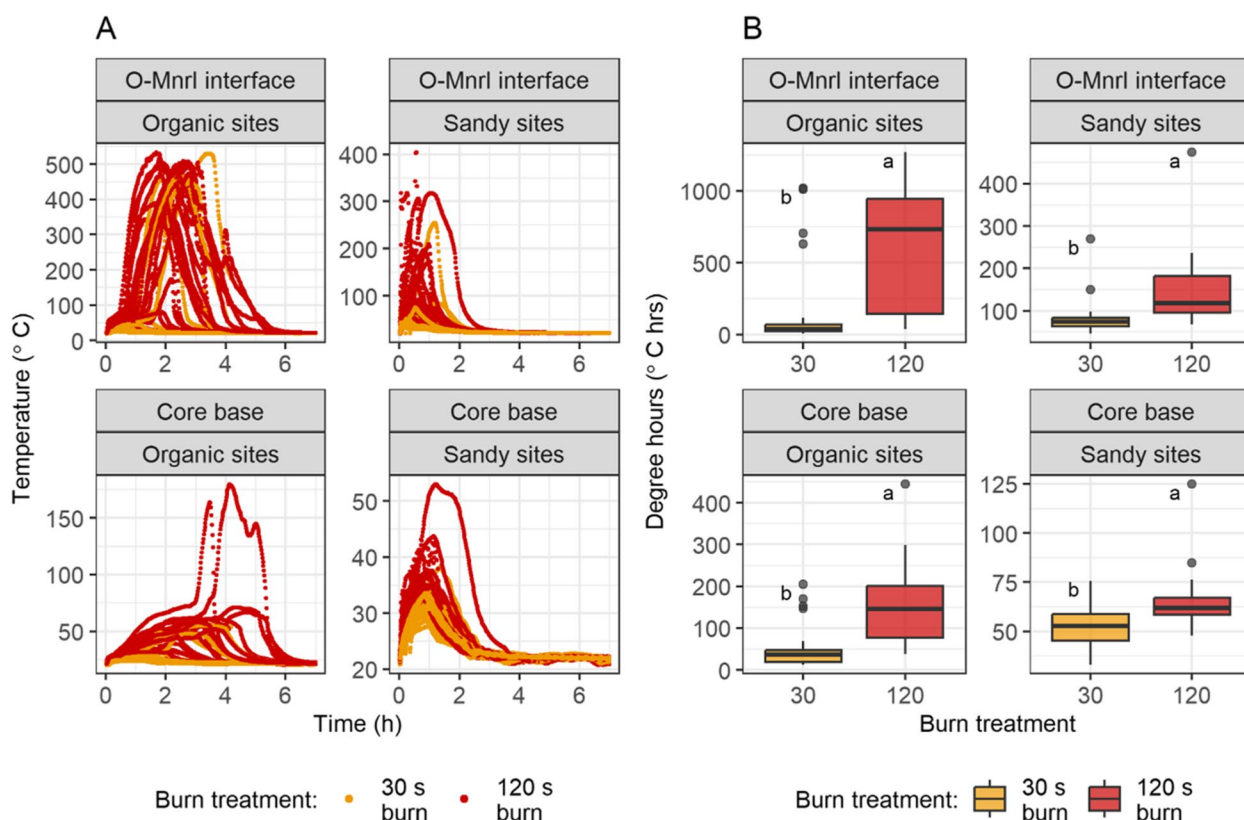 A
B
O-Mnrl interface
O-Mnrl interface
O-Mnrl interface
O-Mnrl interface
Organic sites
Sandy sites
Organic sites
Sandy sites
500
400
300
200
100
0
0 2 4 6
400
300
200
100
0 2 4 6
1000
500
0
b
a
30 120
400
300
200
100
b
a
30 120
Core base
Core base
Core base
Core base
Organic sites
Sandy sites
Organic sites
Sandy sites
150
100
50
0 2 4 6
50
40
30
20
0 2 4 6
400
300
200
100
0
b
a
30 120
125
100
75
50
b
a
30 120
Temperature (° C)
Time (h)
Degree hours (° C hrs)
Burn treatment
Burn treatment:
30 s
burn
120 s
burn
Burn treatment:
30 s
burn
120 s
burn